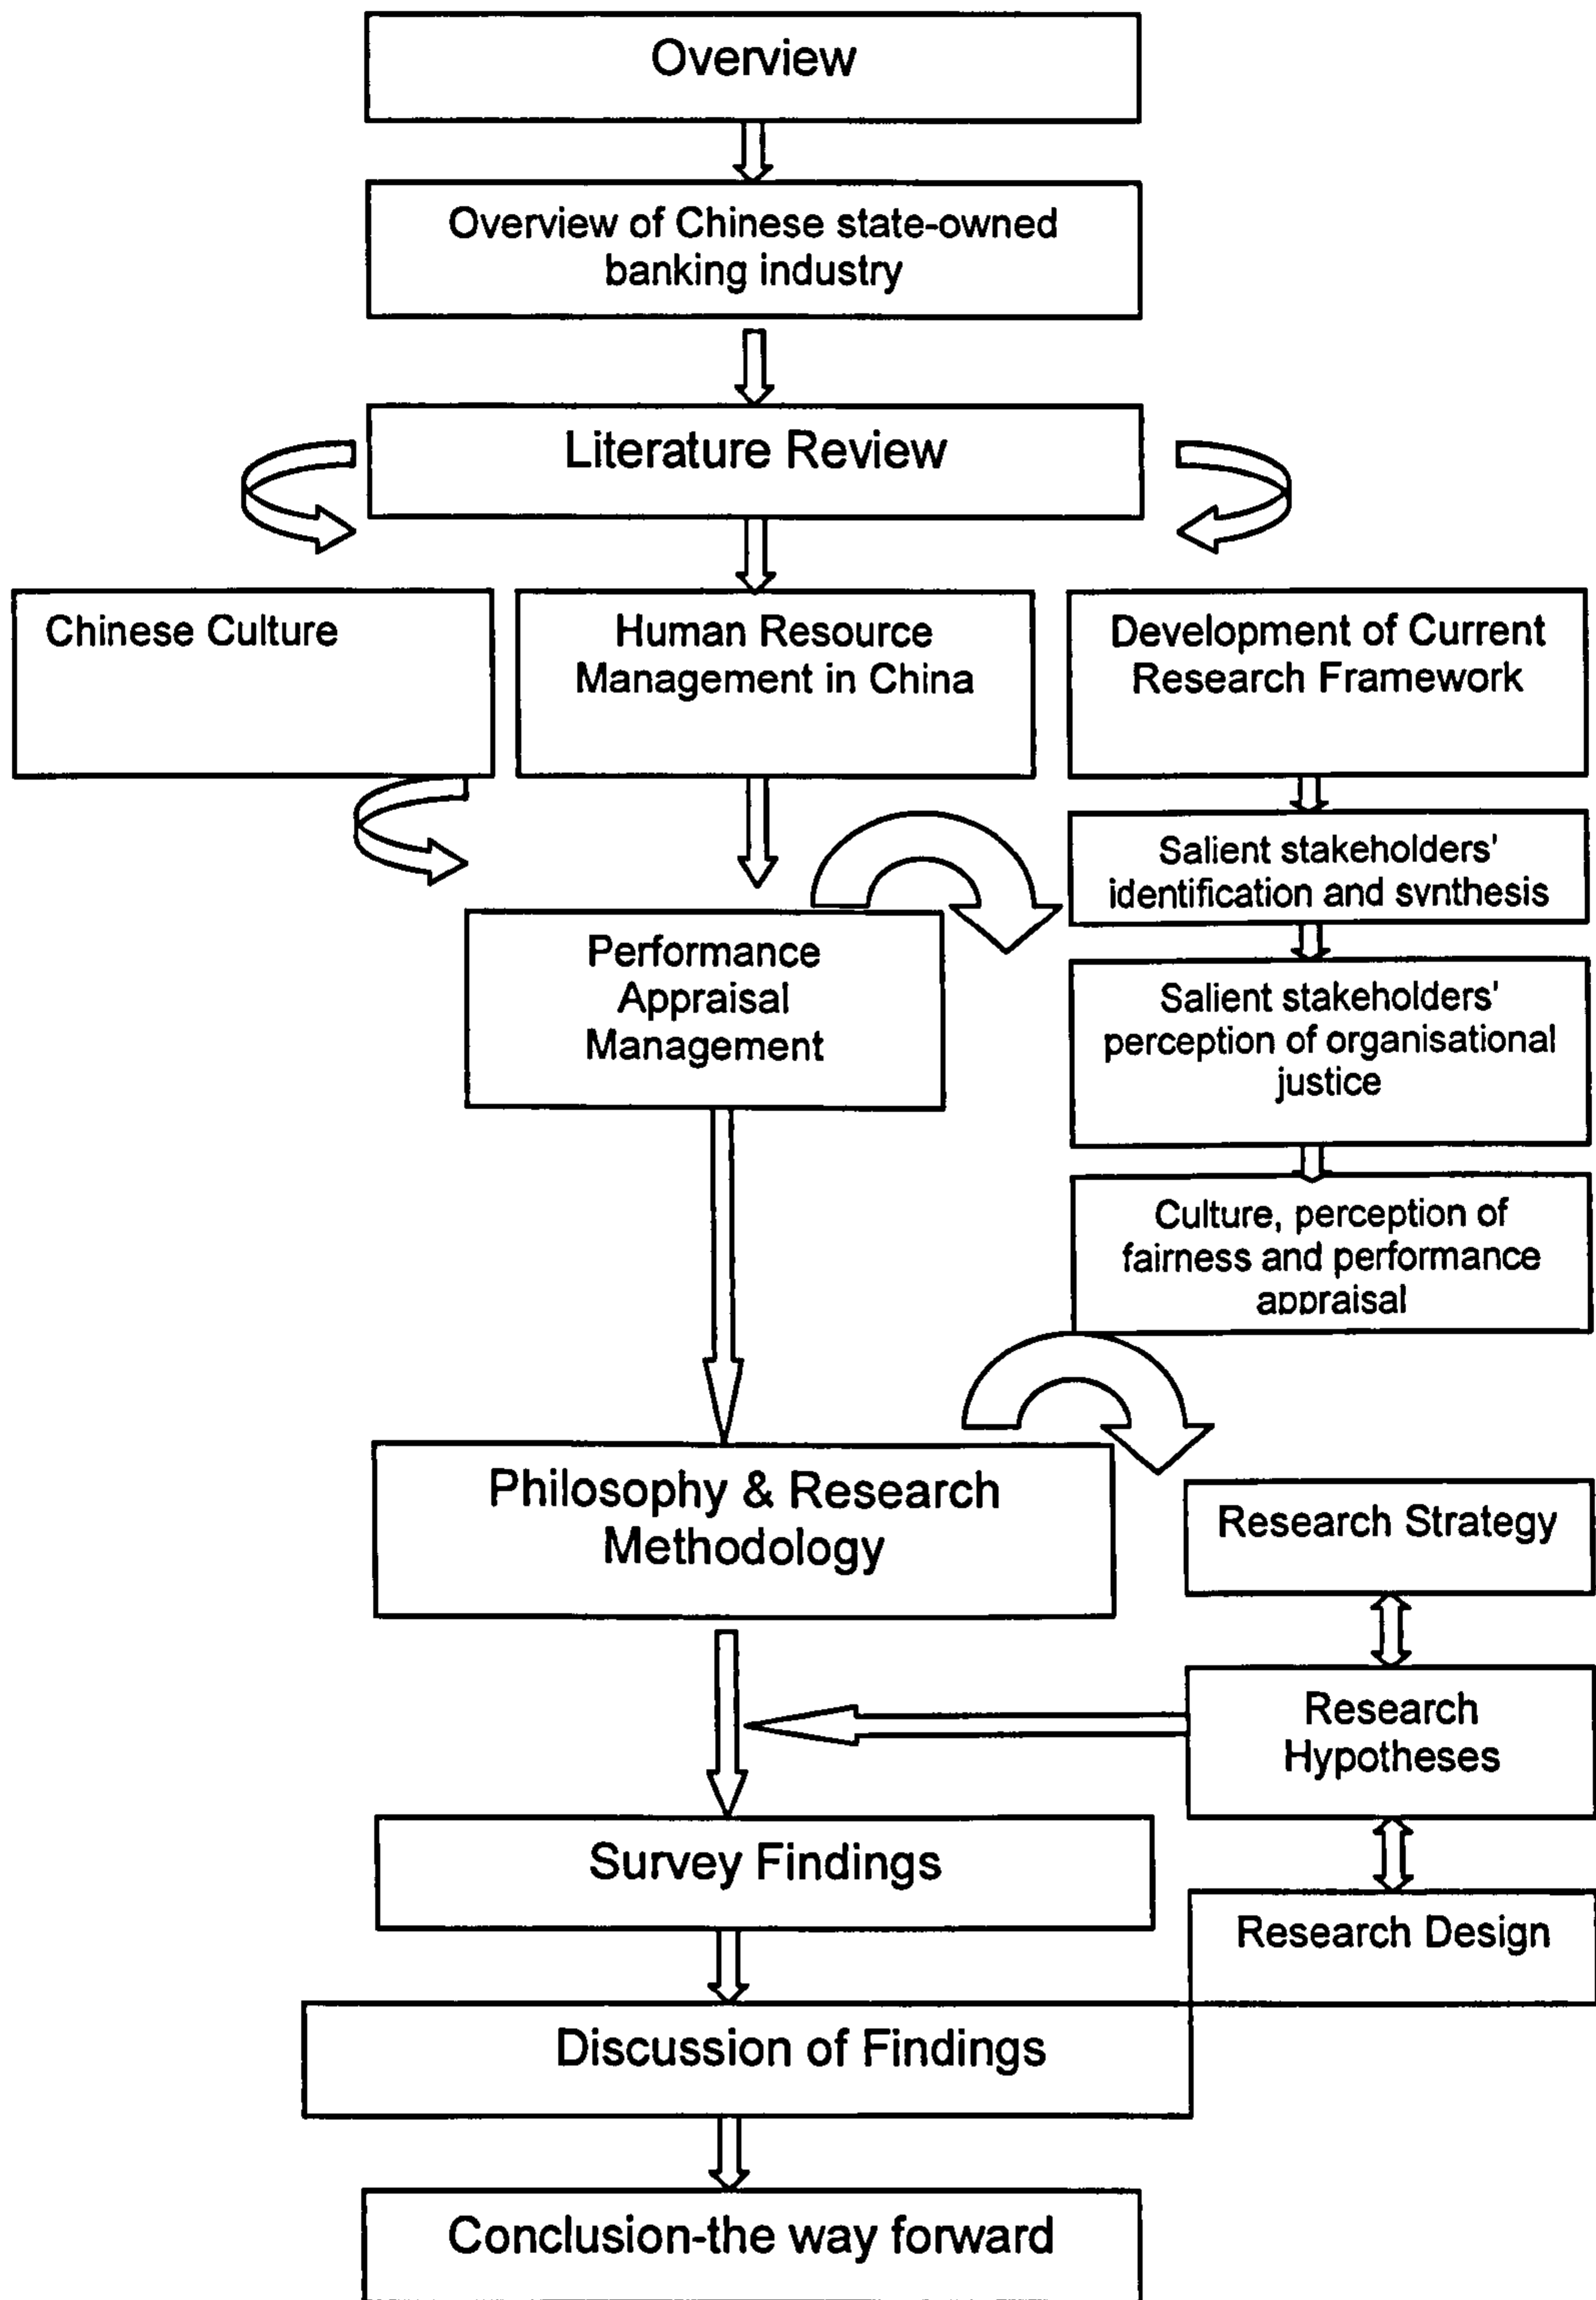 Overview
Overview of Chinese state-owned
banking industry
Literature Review
Chinese Culture
Human Resource
Management in China
Development of Current
Research Framework
Salient stakeholders'
identification and synthesis
Performance
Appraisal
Management
Salient stakeholders'
perception of organisational
justice
Culture, perception of
fairness and performance
appraisal
Philosophy & Research
Methodology
Research Strategy
Research
Hypotheses
Survey Findings
Research Design
Discussion of Findings
Conclusion-the way forward